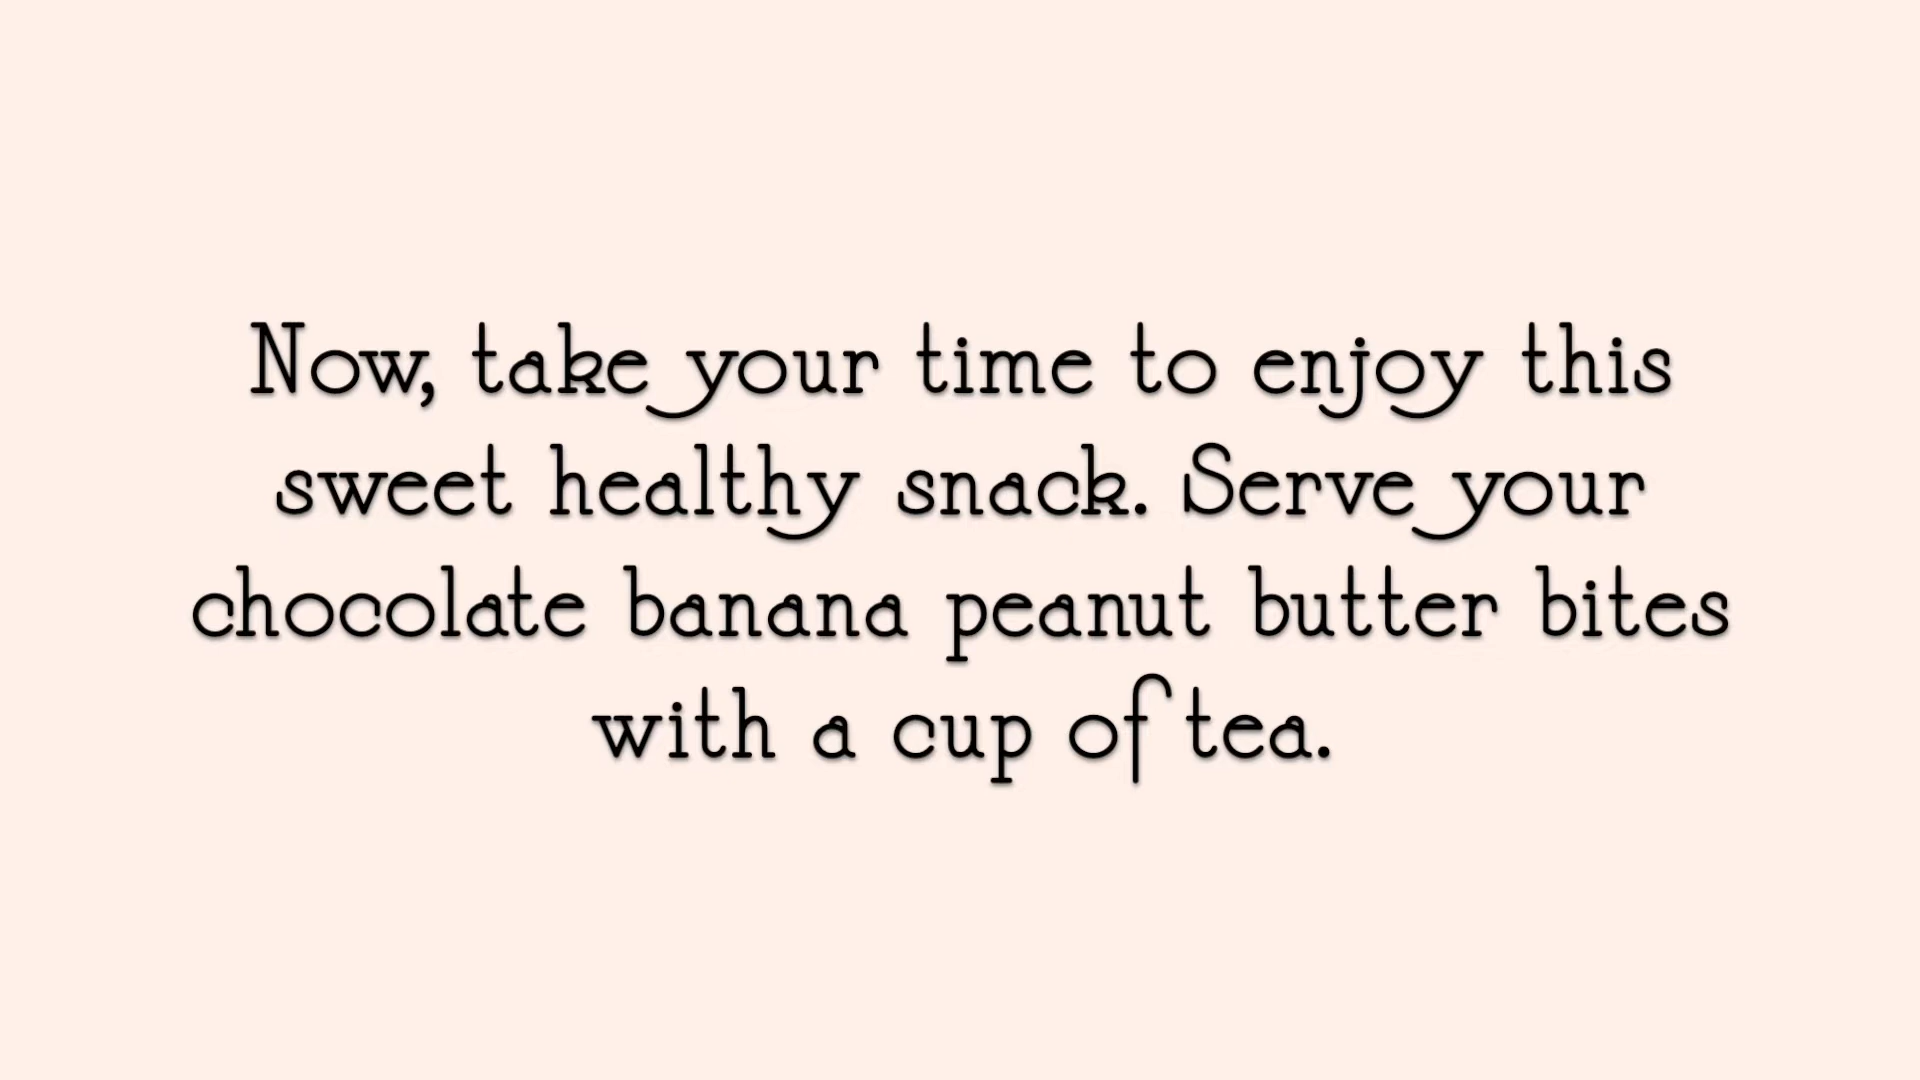 Now, take your time to enjoy this
sweet healthy snack. Serve your
chocolate banana peanut butter bites
with a cup of tea.